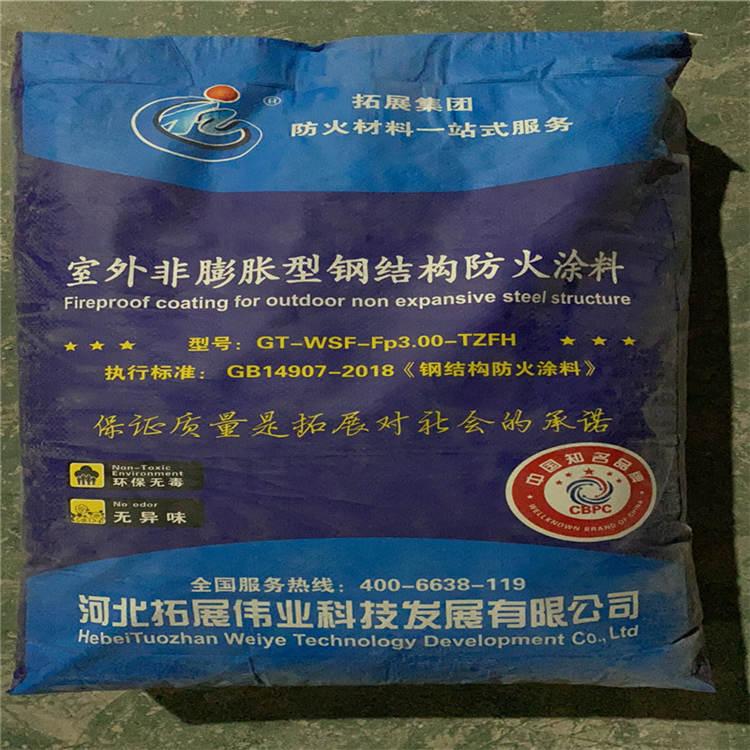 拓展集团
防火材料一站式服务
室外非膨胀型钢结构防火涂料
Fireproof coating for outdoor non expansive steel structure
★ ★ ★ 型号: GT-WSF-Fp3.00-TZFH ★ ★ ★
执行标准: GB14907-2018《钢结构防火涂料》
保证质量是拓展对社会的承诺
Non-Toxic
Environment
环保无毒
No odor
无异味
中国知名品牌
CBPC
WELLKNOWN BRAND OF CHINA
全国服务热线: 400-6638-119
河北拓展伟业科技发展有限公司
HebeiTuozhan Weiye Technology Development Co., Ltd